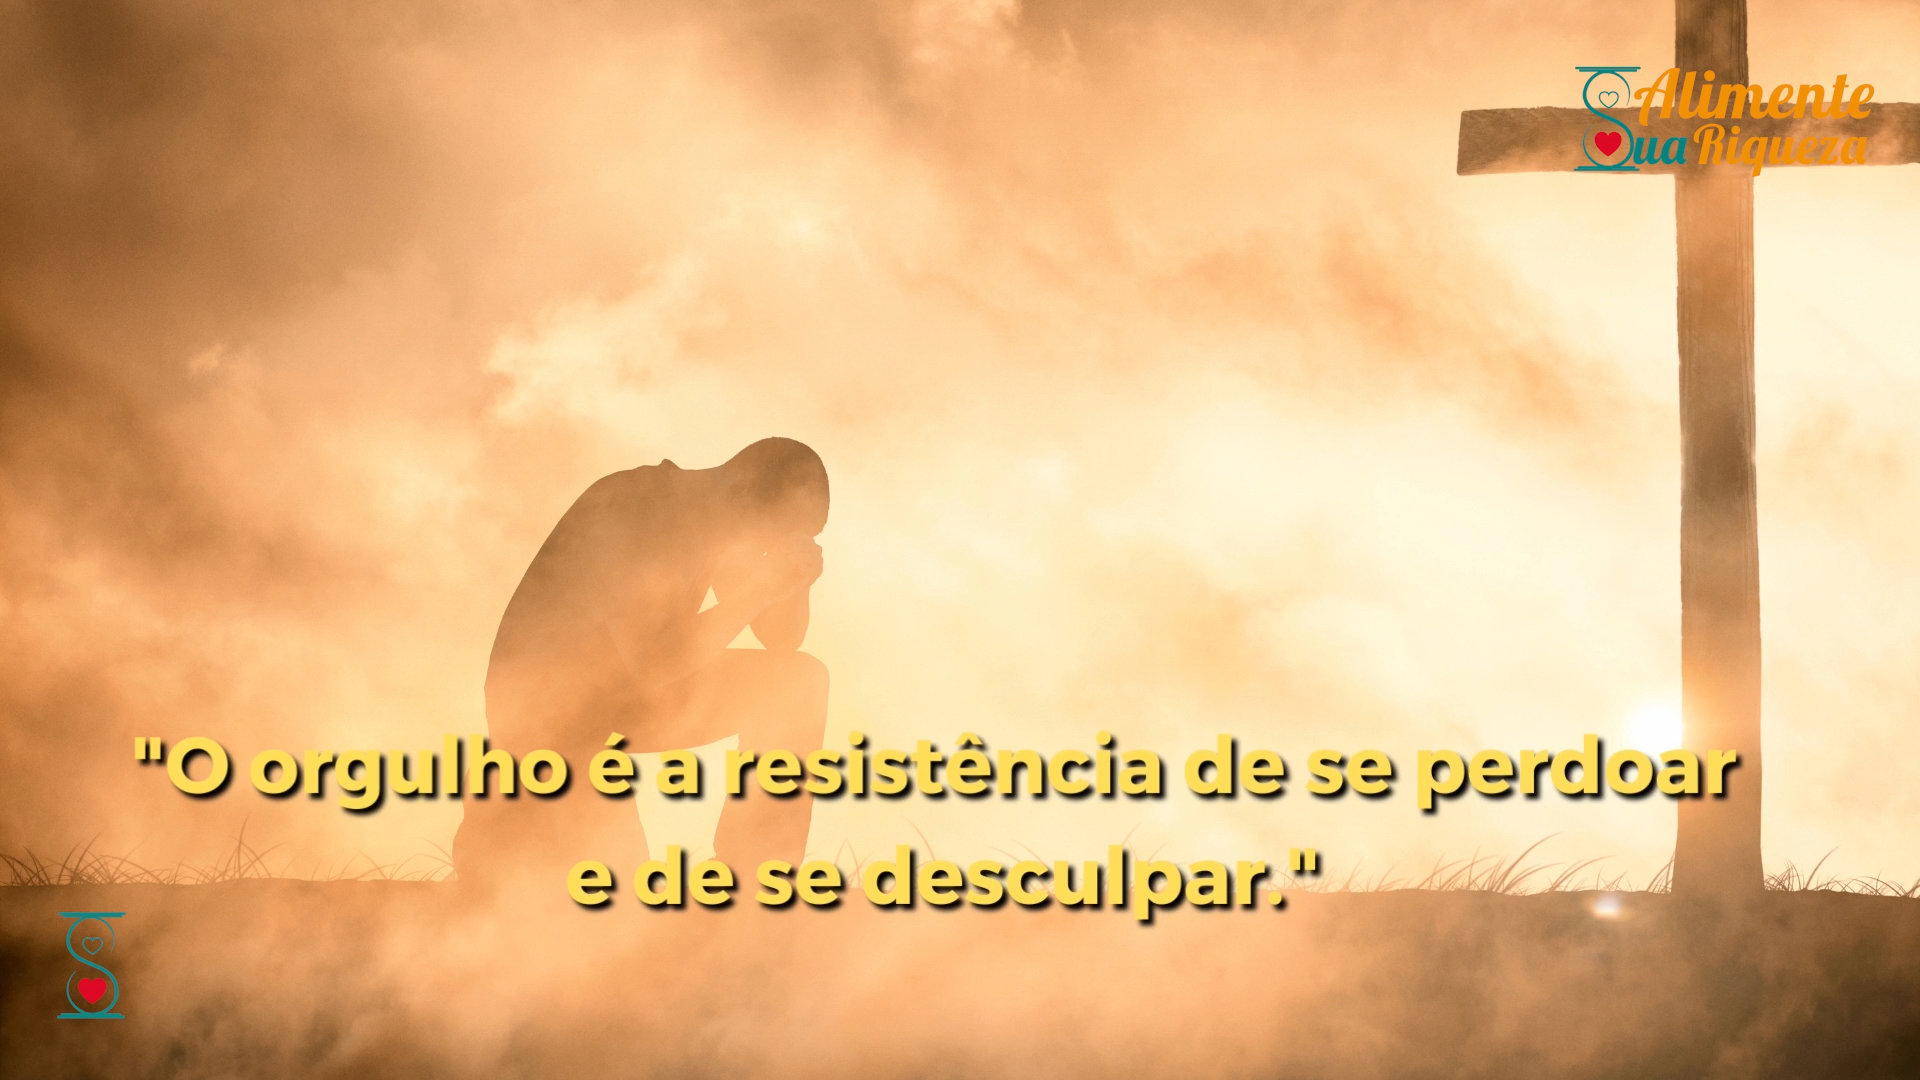 Alimente
Sua Riqueza
"O orgulho é a resistência de se perdoar
e de se desculpar."